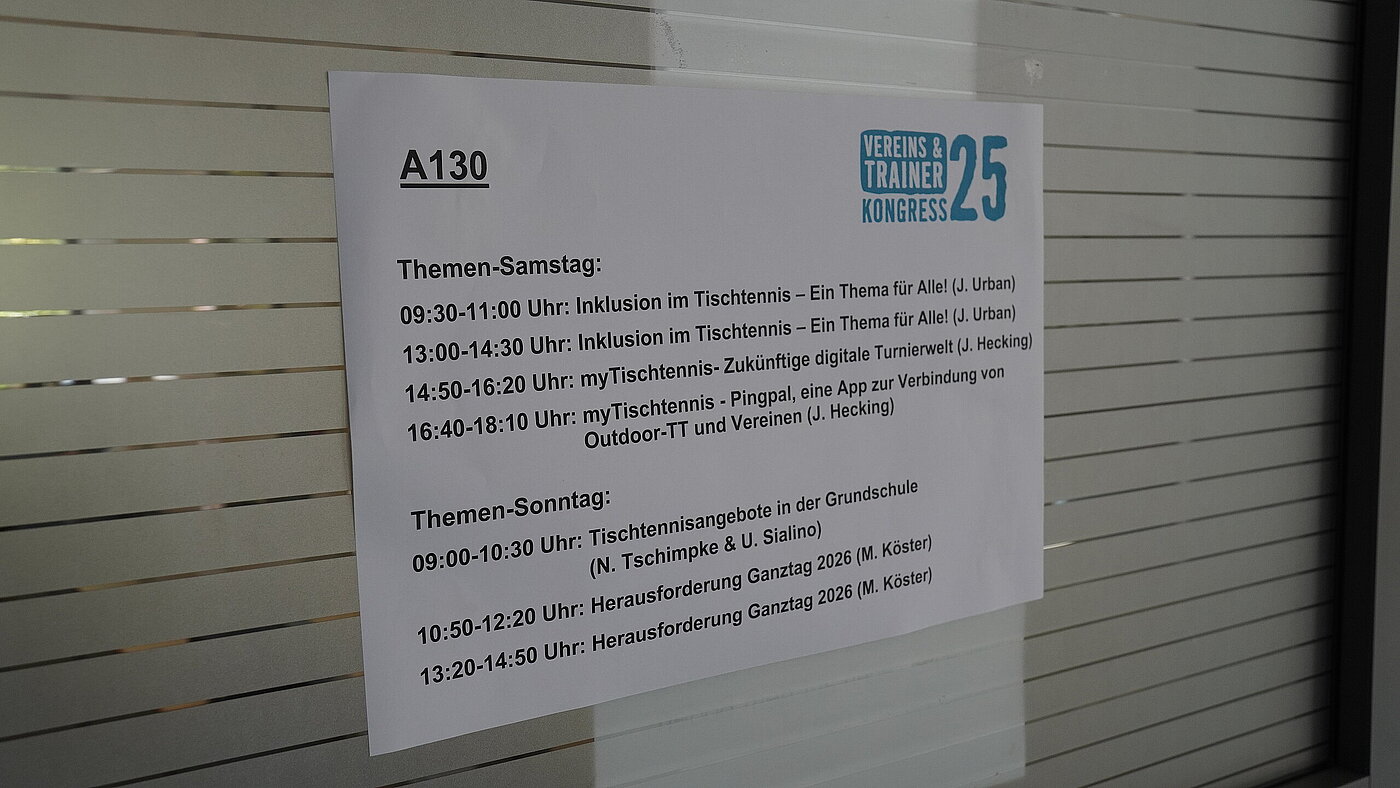 A130
VEREINS &
TRAINER
KONGRESS
25
Themen-Samstag:
09:30-11:00 Uhr: Inklusion im Tischtennis – Ein Thema für Alle! (J. Urban)
13:00-14:30 Uhr: Inklusion im Tischtennis – Ein Thema für Alle! (J. Urban)
14:50-16:20 Uhr: myTischtennis- Zukünftige digitale Turnierwelt (J. Hecking)
16:40-18:10 Uhr: myTischtennis - Pingpal, eine App zur Verbindung von
Outdoor-TT und Vereinen (J. Hecking)
Themen-Sonntag:
09:00-10:30 Uhr: Tischtennisangebote in der Grundschule
(N. Tschimpke & U. Sialino)
10:50-12:20 Uhr: Herausforderung Ganztag 2026 (M. Köster)
13:20-14:50 Uhr: Herausforderung Ganztag 2026 (M. Köster)